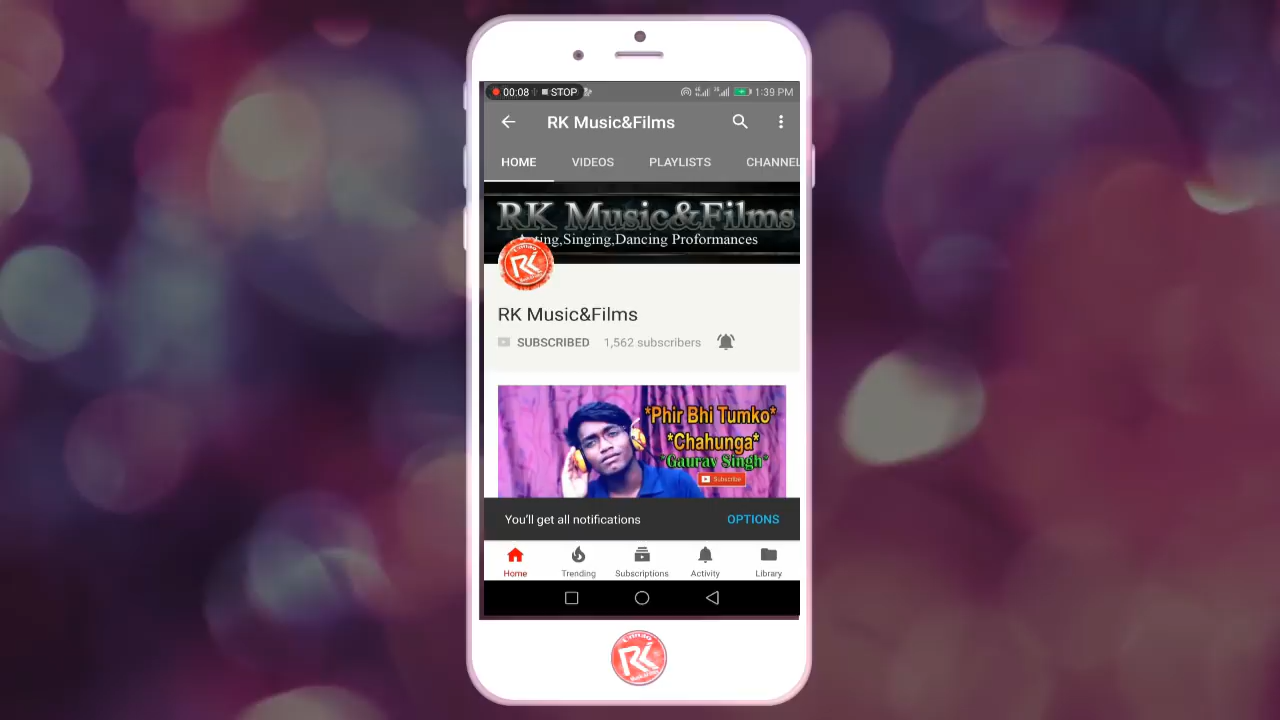 00:08 STOP 1:39 PM
RK Music&Films
HOME VIDEOS PLAYLISTS CHANNEL
RK Music&Films
ting,Singing,Dancing Proformances
RK
RK Music&Films
SUBSCRIBED 1,562 subscribers
*Phir Bhi Tumko*
*Chahunga*
*Gaurav Singh*
Subscribe
You'll get all notifications OPTIONS
Home Trending Subscriptions Activity Library
RK